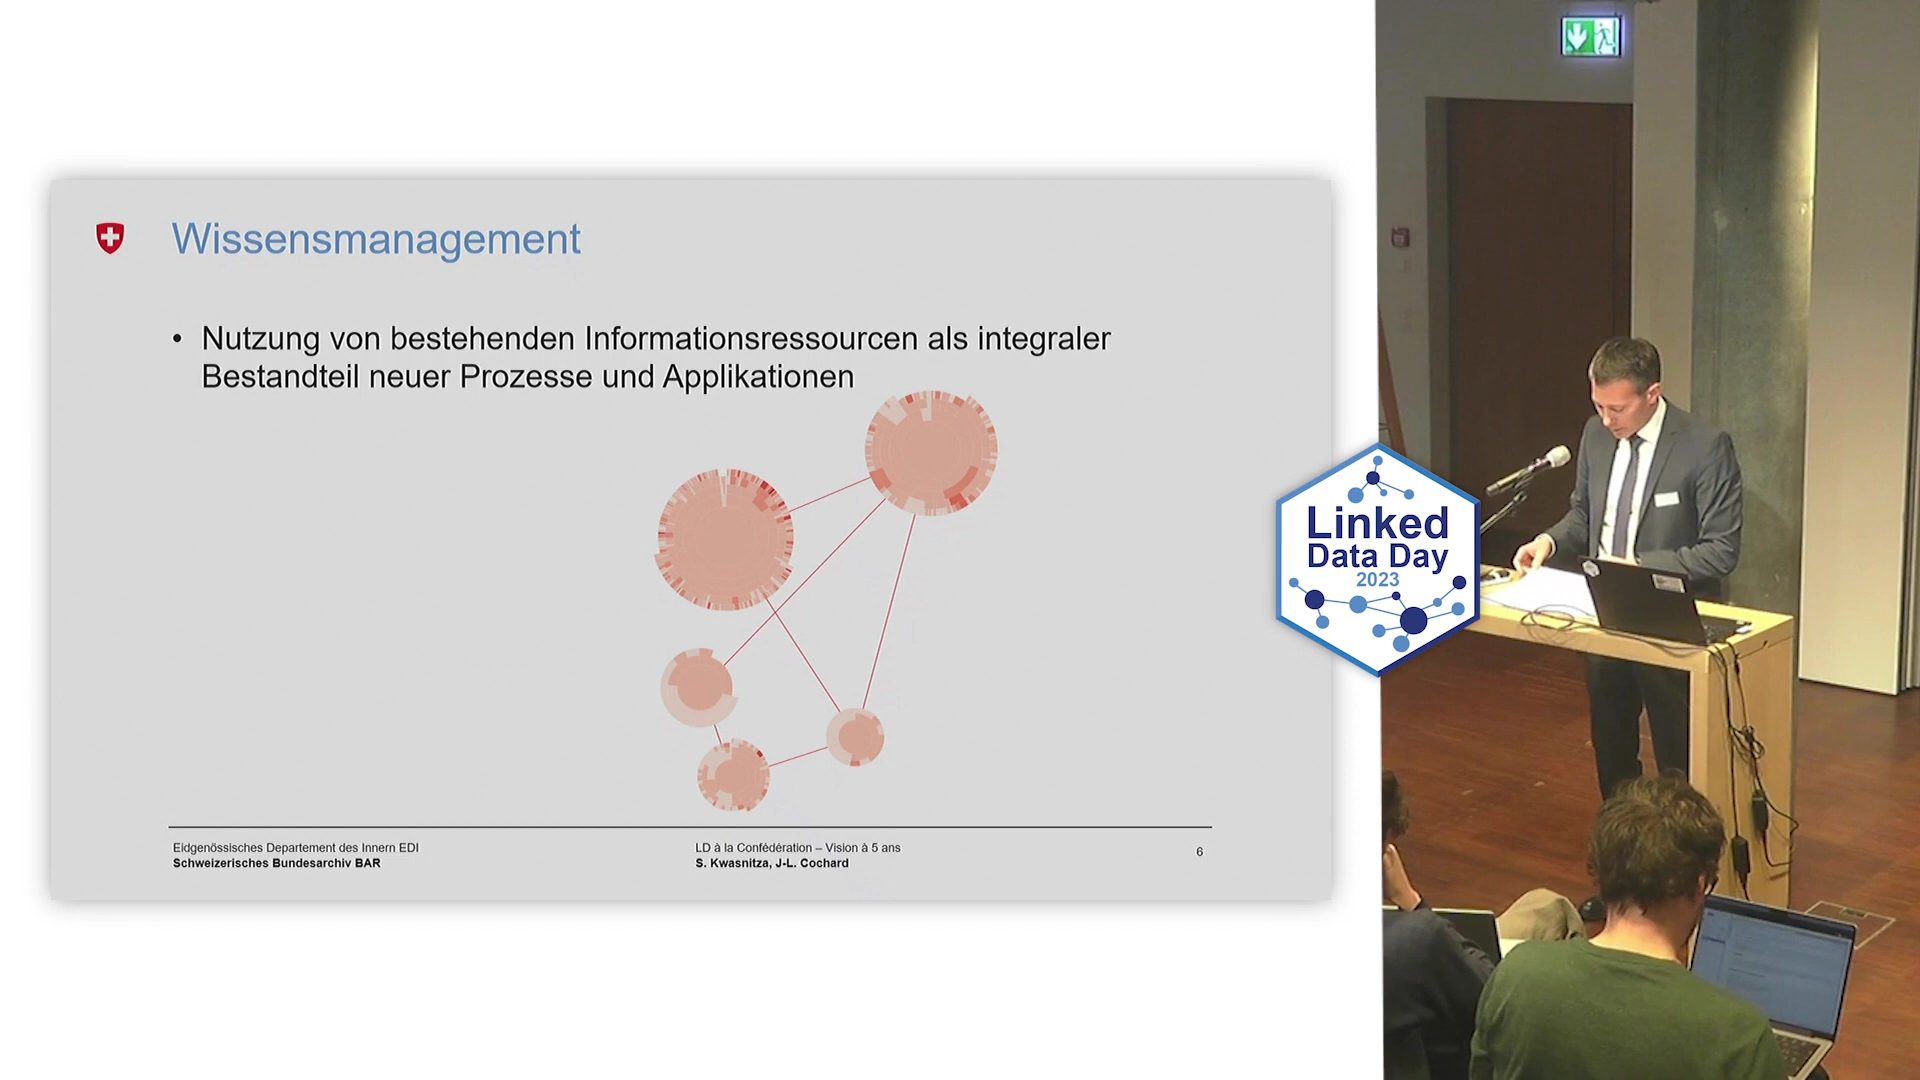 Wissensmanagement
• Nutzung von bestehenden Informationsressourcen als integraler
Bestandteil neuer Prozesse und Applikationen
Eidgenössisches Departement des Innern EDI
Schweizerisches Bundesarchiv BAR
LD à la Confédération – Vision à 5 ans
S. Kwasnitza, J-L. Cochard
6
Linked
Data Day
2023